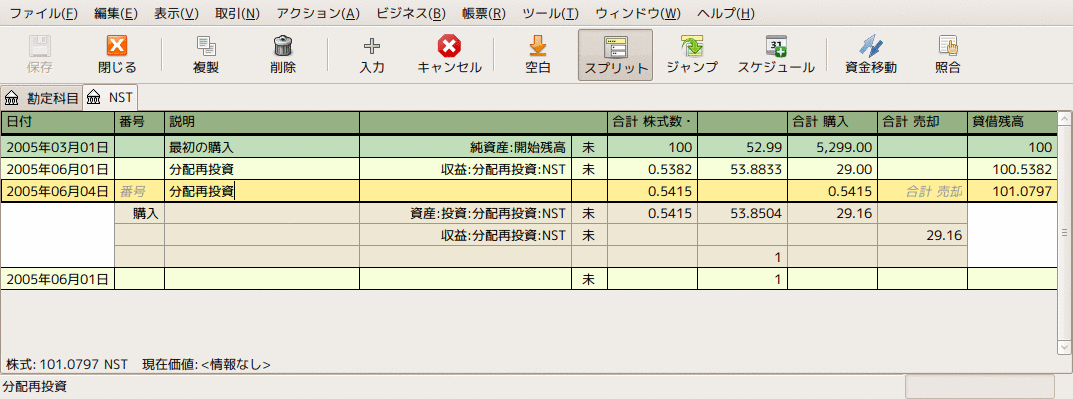 ファイル(F) 編集(E) 表示(V) 取引(N) アクション(A) ビジネス(B) 帳票(R) ツール(T) ウィンドウ(W) ヘルプ(H)
保存 閉じる 複製 削除 入力 キャンセル 空白 スプリット ジャンプ スケジュール 資金移動 照合
勘定科目 NST
日付 番号 説明 合計 株式数・ 合計 購入 合計 売却 貸借残高
2005年03月01日 最初の購入 純資産:開始残高 未 100 52.99 5,299.00 100
2005年06月01日 分配再投資 収益:分配再投資:NST 未 0.5382 53.8833 29.00 100.5382
2005年06月04日 番号 分配再投資 0.5415 0.5415 合計 売却 101.0797
購入 資産:投資:分配再投資:NST 未 0.5415 53.8504 29.16
収益:分配再投資:NST 未 29.16
1
2005年06月01日 未 1
株式: 101.0797 NST 現在価値: <情報なし>
分配再投資